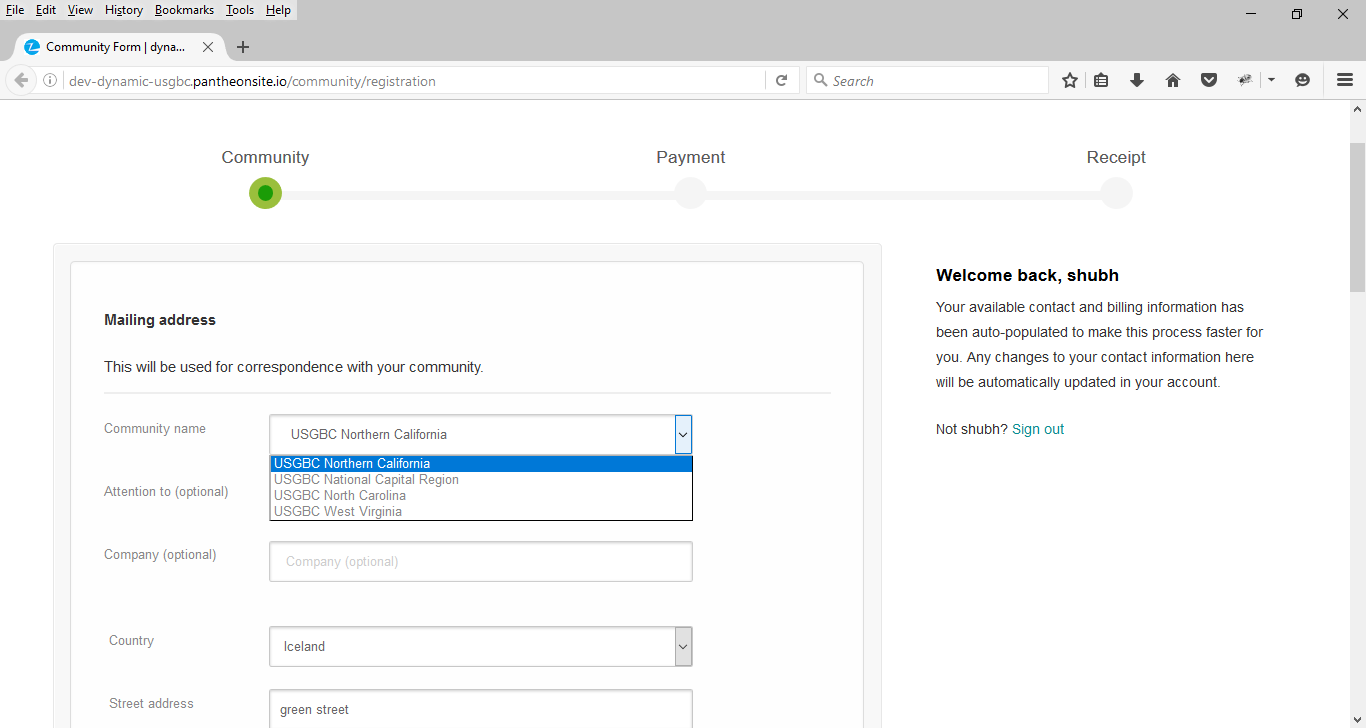 File Edit View History Bookmarks Tools Help
Community Form | dyna...
dev-dynamic-usgbc.pantheonsite.io/community/registration
Search
Community Payment Receipt
Mailing address
This will be used for correspondence with your community.
Community name
USGBC Northern California
USGBC Northern California
USGBC National Capital Region
USGBC North Carolina
USGBC West Virginia
Attention to (optional)
Company (optional)
Company (optional)
Country
Iceland
Street address
green street
Welcome back, shubh
Your available contact and billing information has
been auto-populated to make this process faster for
you. Any changes to your contact information here
will be automatically updated in your account.
Not shubh? Sign out